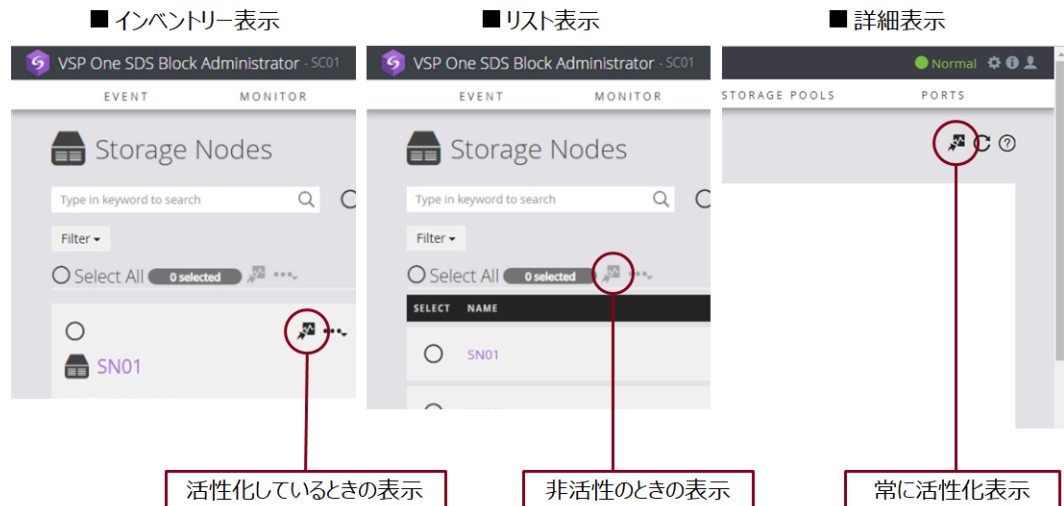 ■ インベントリー表示
VSP One SDS Block Administrator - SC01
EVENT MONITOR
Storage Nodes
Type in keyword to search
Filter
Select All 0 selected
SN01
活性化しているときの表示
■ リスト表示
VSP One SDS Block Administrator - SC01
EVENT MONITOR
Storage Nodes
Type in keyword to search
Filter
Select All 0 selected
SELECT NAME
SN01
非活性のときの表示
■ 詳細表示
Normal
STORAGE POOLS PORTS
常に活性化表示